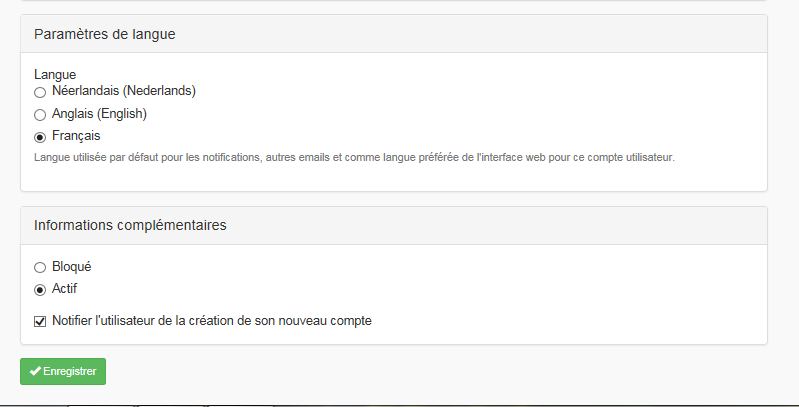 Paramètres de langue
Langue
Néerlandais (Nederlands)
Anglais (English)
Français
Langue utilisée par défaut pour les notifications, autres emails et comme langue préférée de l'interface web pour ce compte utilisateur.
Informations complémentaires
Bloqué
Actif
Notifier l'utilisateur de la création de son nouveau compte
Enregistrer